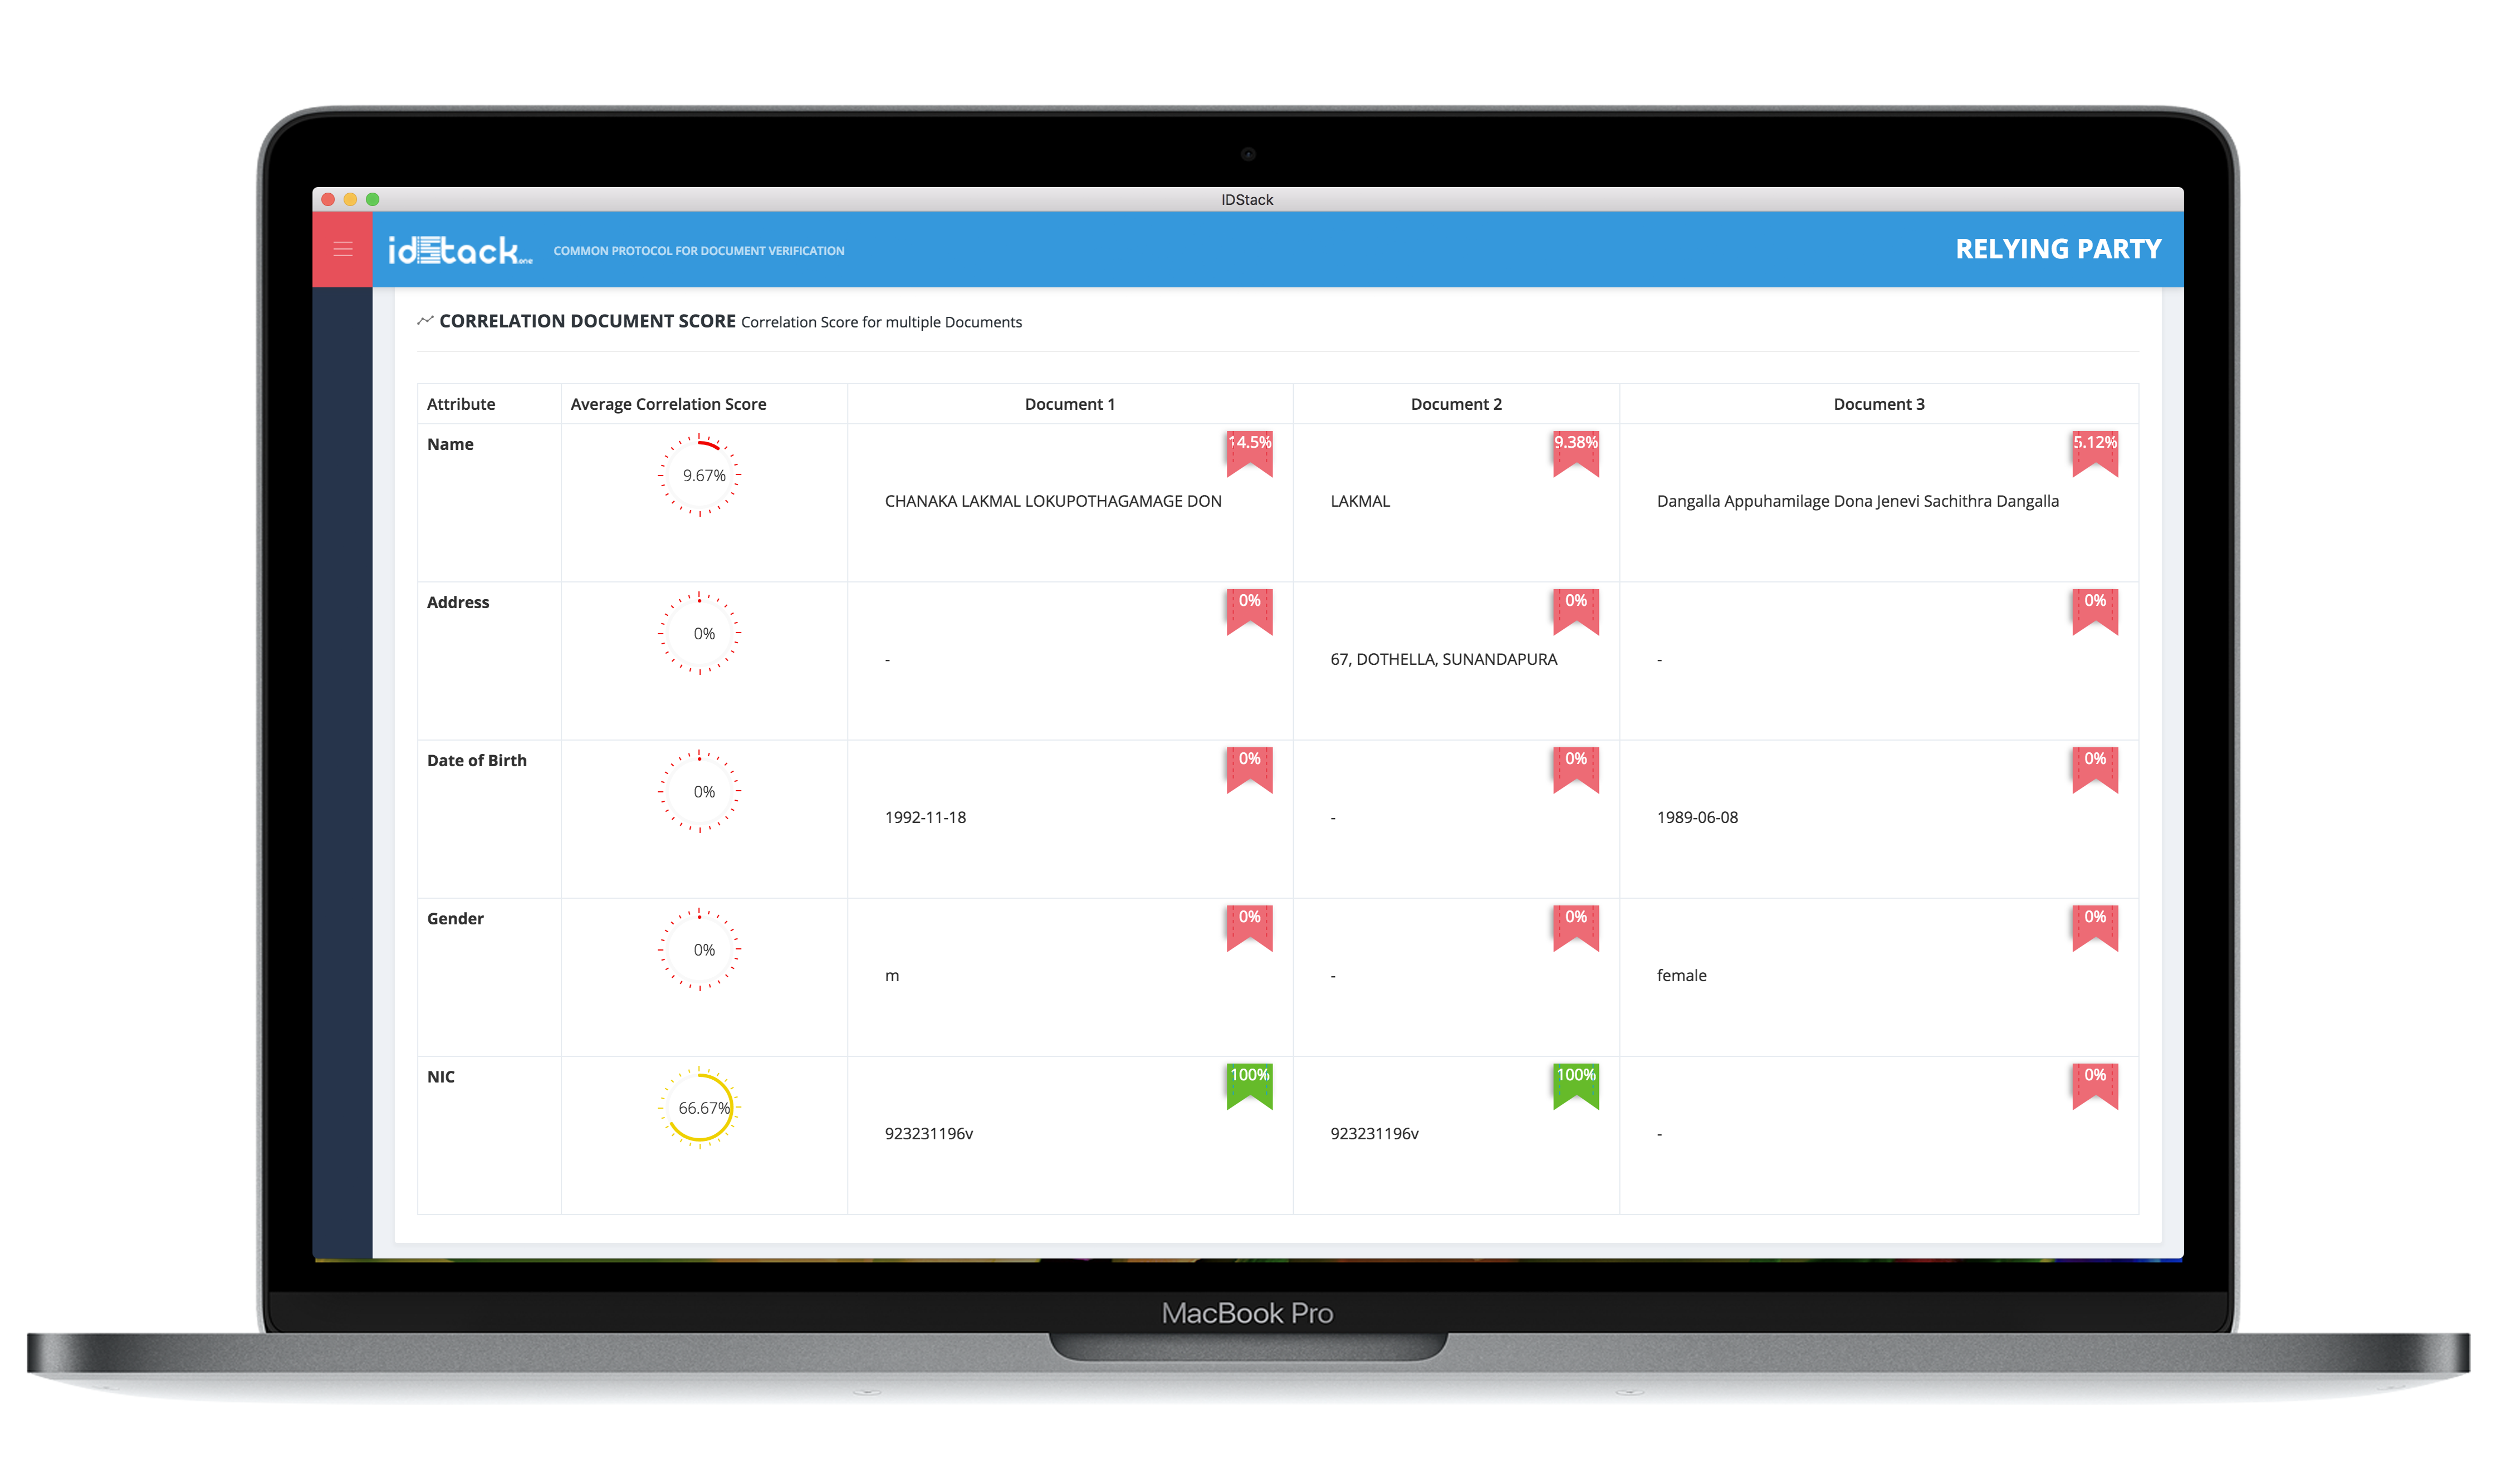 IDStack
idStack.one COMMON PROTOCOL FOR DOCUMENT VERIFICATION RELYING PARTY
CORRELATION DOCUMENT SCORE Correlation Score for multiple Documents
Attribute Average Correlation Score Document 1 Document 2 Document 3
Name 14.5% 9.38% 5.12%
9.67%
CHANAKA LAKMAL LOKUPOTHAGAMAGE DON LAKMAL Dangalla Appuhamilage Dona Jenevi Sachithra Dangalla
Address 0% 0% 0%
0%
- 67, DOTHELLA, SUNANDAPURA -
Date of Birth 0% 0% 0%
0%
1992-11-18 - 1989-06-08
Gender 0% 0% 0%
0%
m - female
NIC 100% 100% 0%
66.67%
923231196v 923231196v -
MacBook Pro